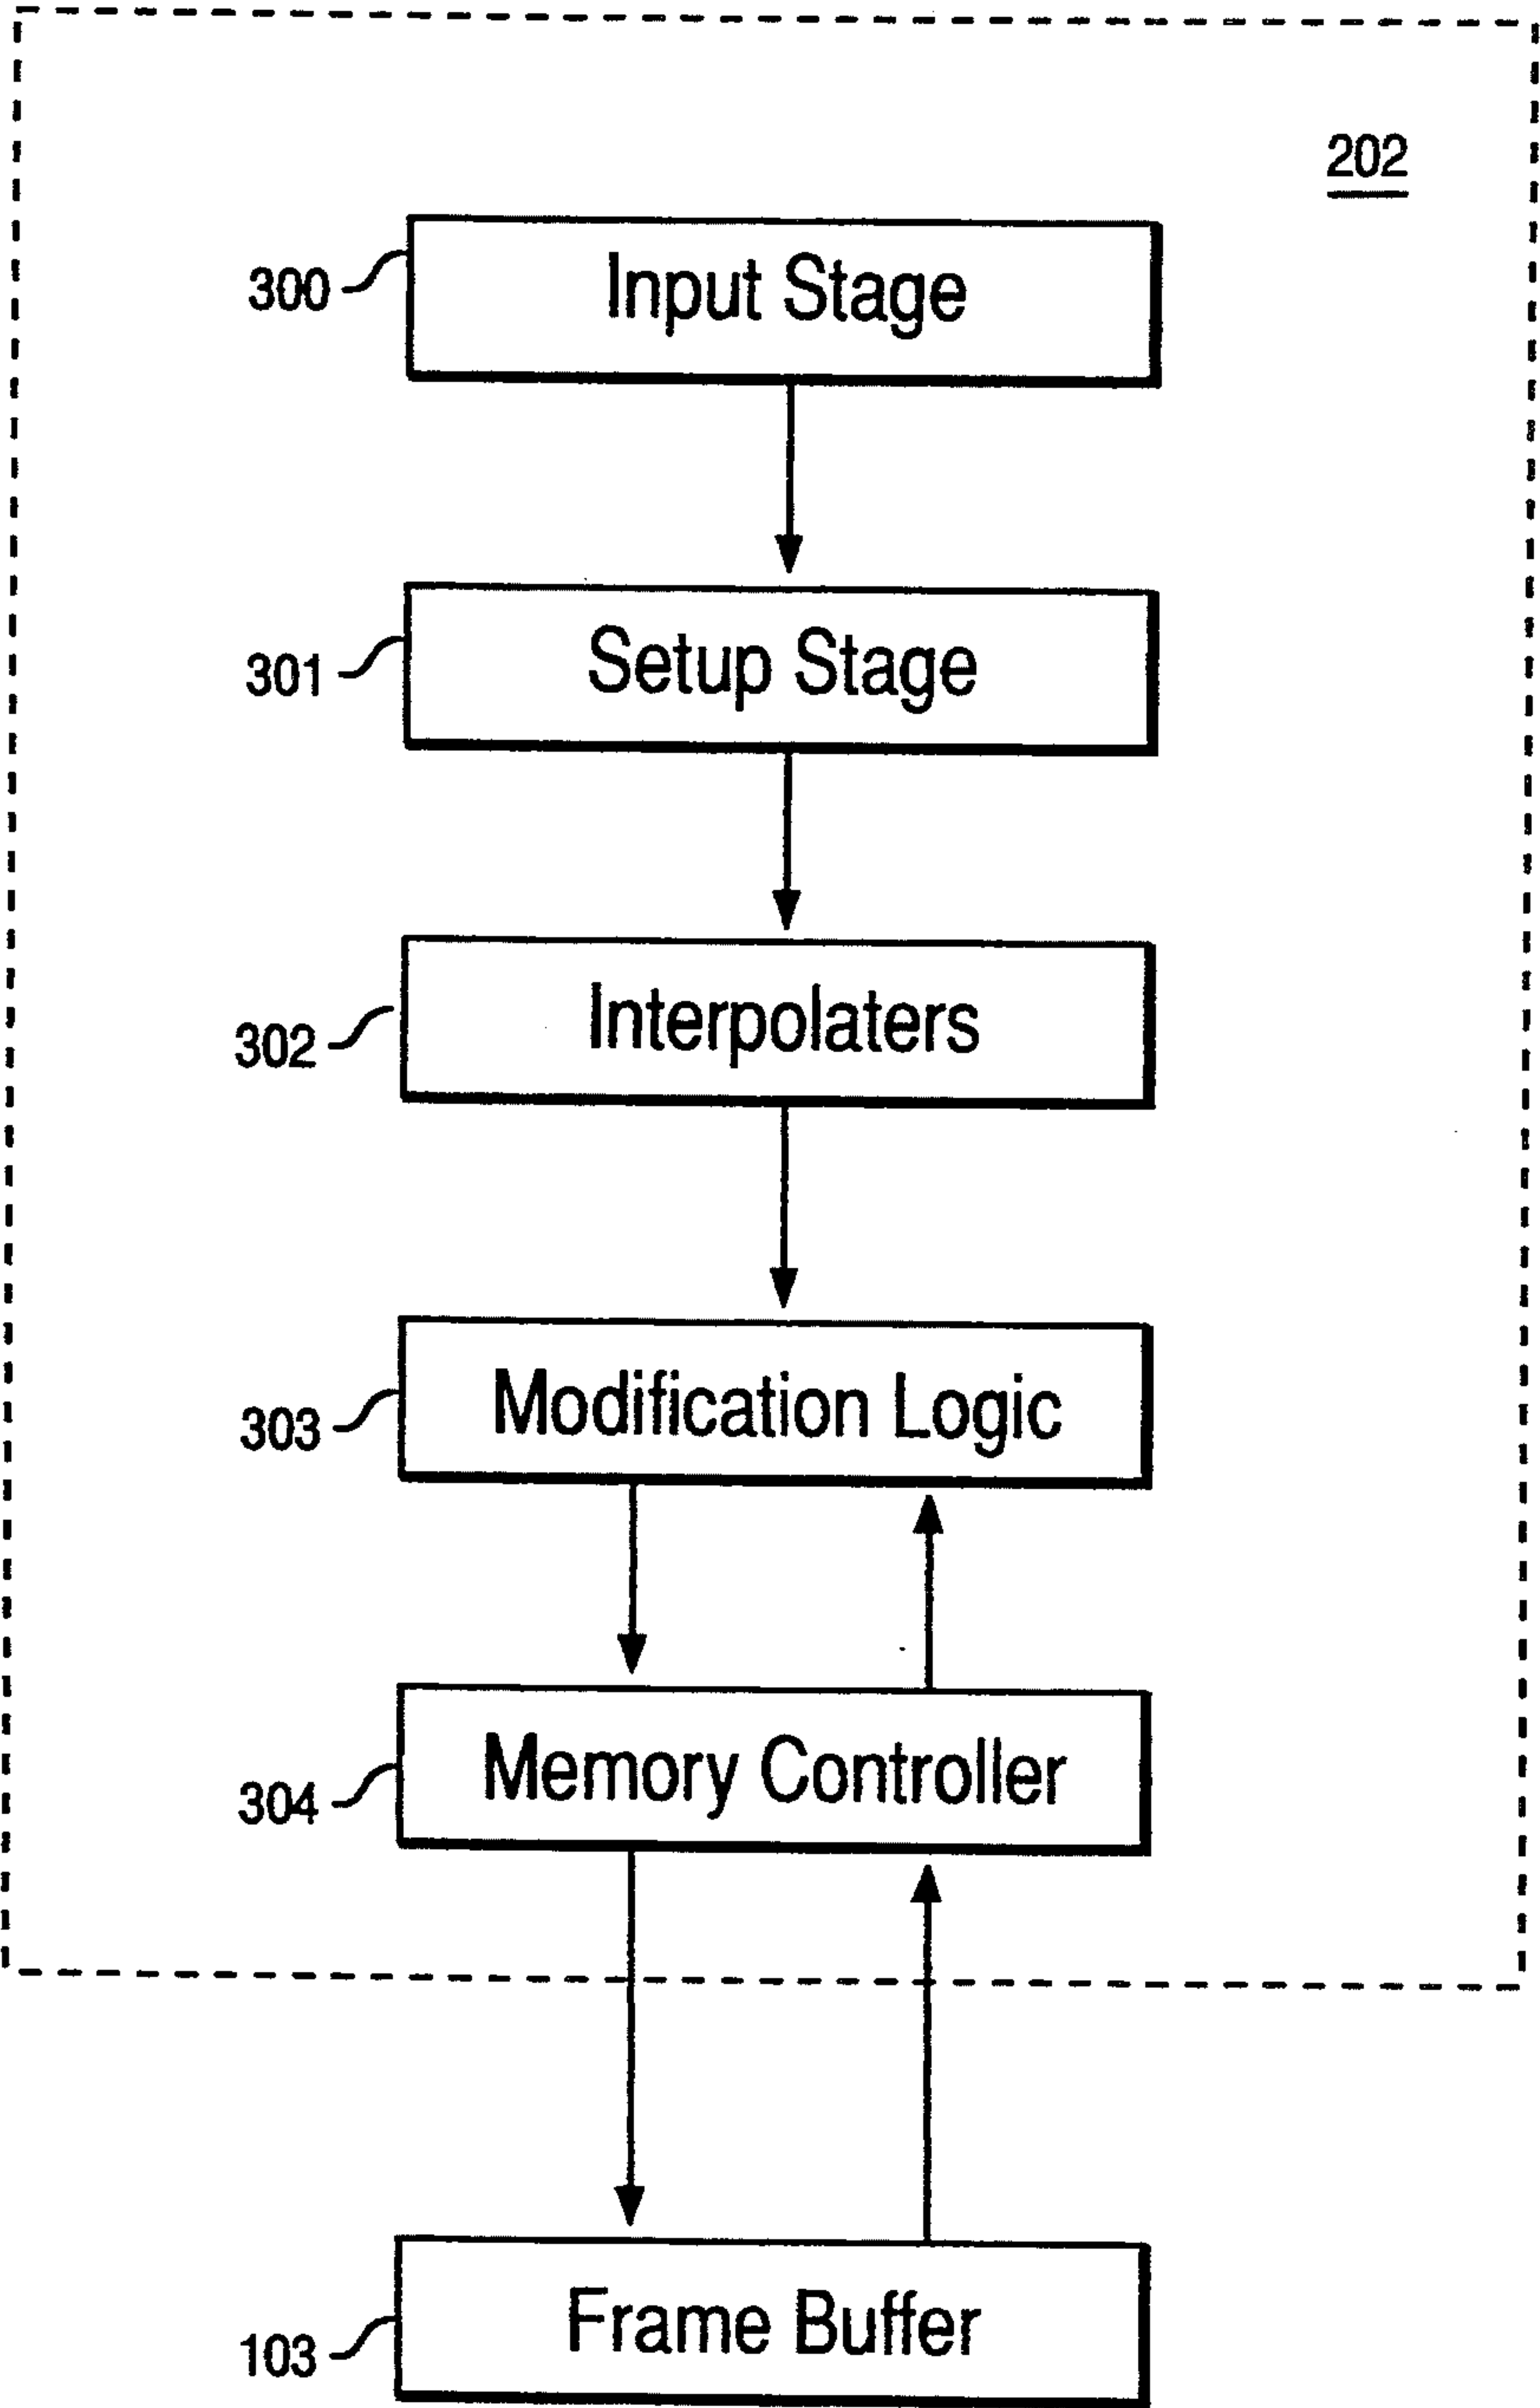 202
300
Input Stage
301
Setup Stage
302
Interpolaters
303
Modification Logic
304
Memory Controller
103
Frame Buffer